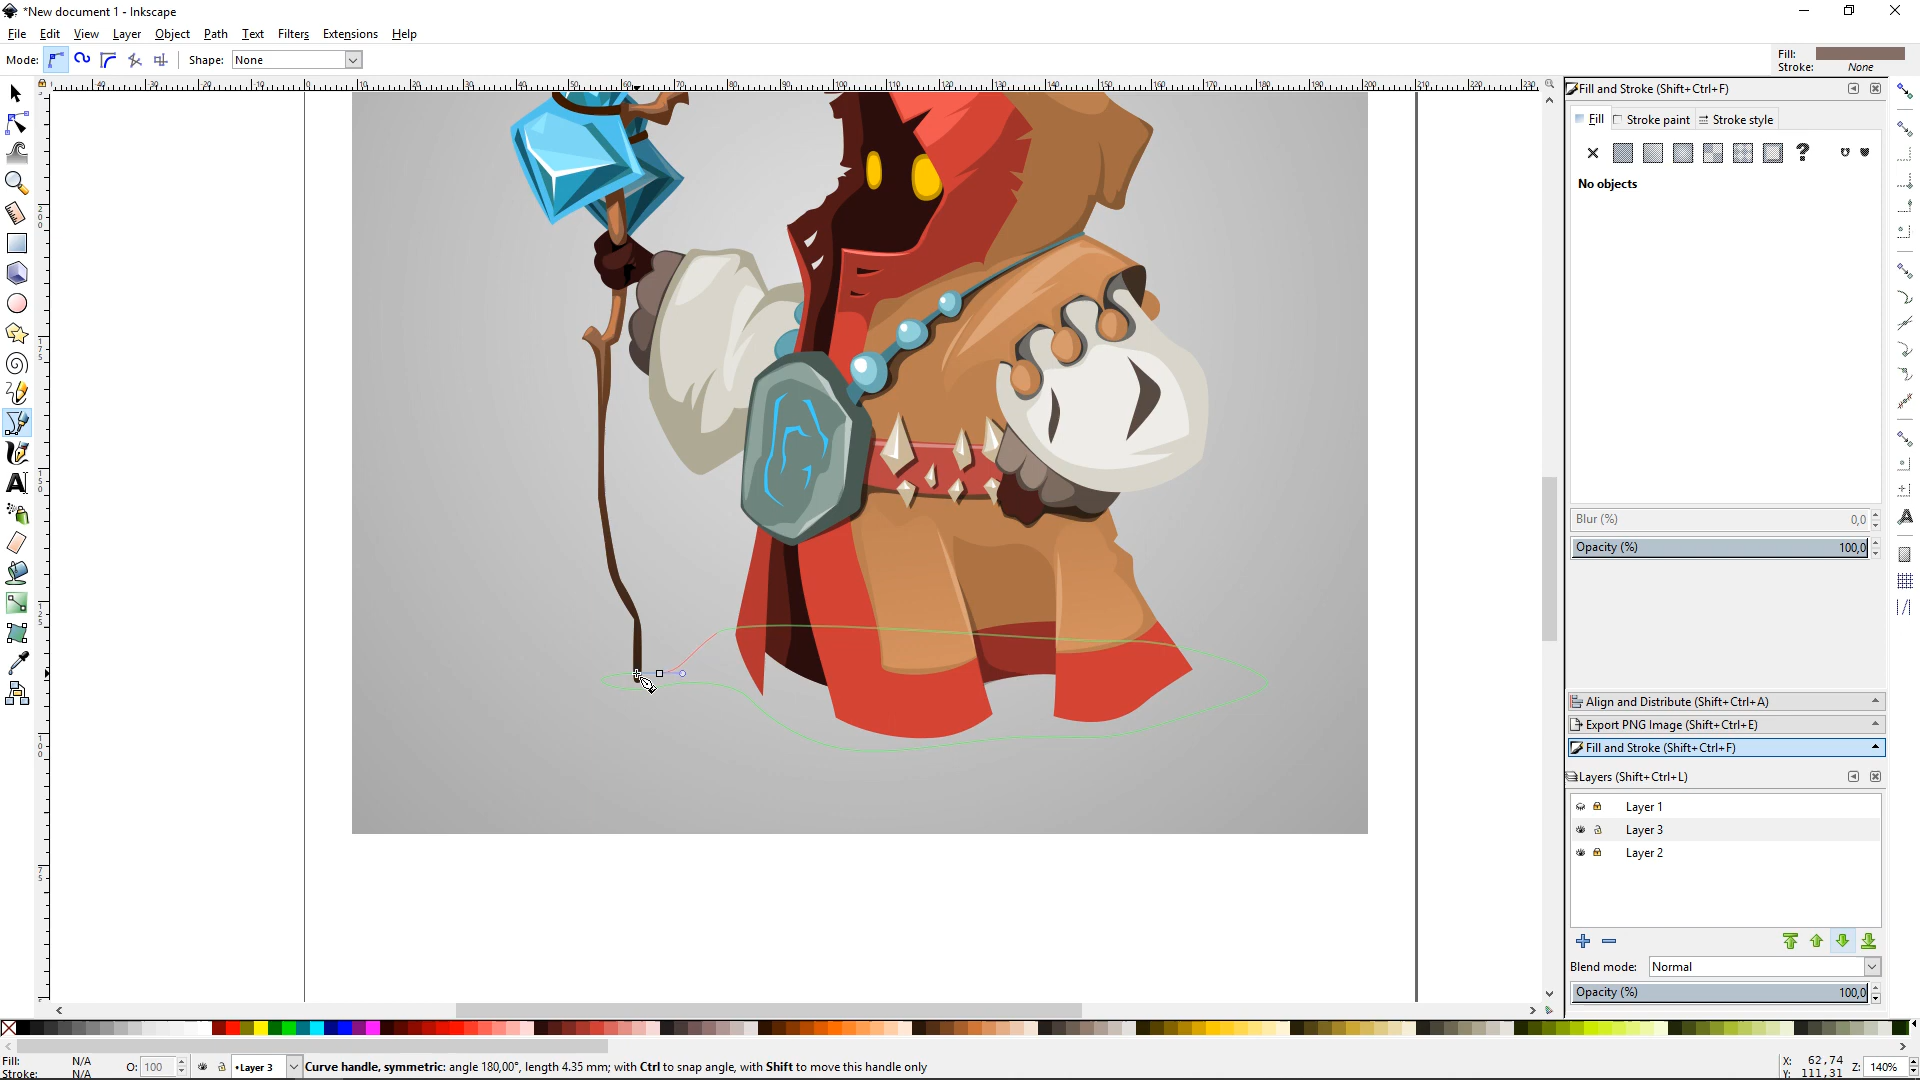 *New document 1 - Inkscape
File Edit View Layer Object Path Text Filters Extensions Help
Mode: Shape: None
Fill:
Stroke: None
Fill and Stroke (Shift+Ctrl+F)
Fill Stroke paint Stroke style
No objects
Blur (%) 0,0
Opacity (%) 100,0
Align and Distribute (Shift+Ctrl+A)
Export PNG Image (Shift+Ctrl+E)
Fill and Stroke (Shift+Ctrl+F)
Layers (Shift+Ctrl+L)
Layer 1
Layer 3
Layer 2
Blend mode: Normal
Opacity (%) 100,0
Fill: N/A
Stroke: N/A
O: 100
•Layer 3
Curve handle, symmetric: angle 180,00°, length 4.35 mm; with Ctrl to snap angle, with Shift to move this handle only
X: 62,74
Y: 111,31
Z: 140%